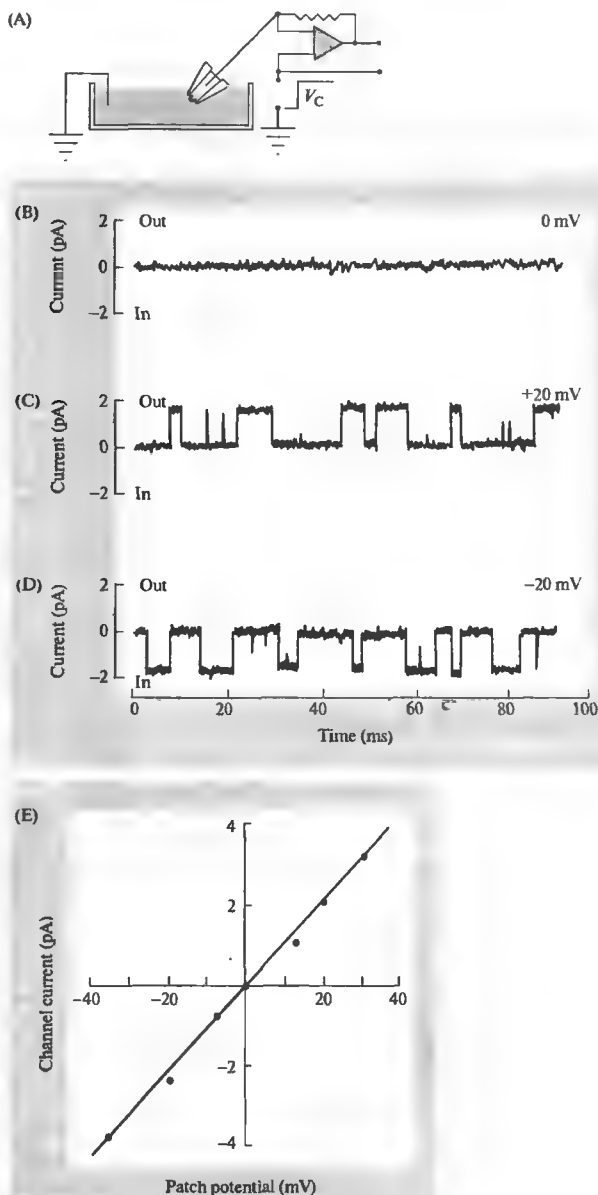 (A)
V_C
(B)
Current (pA)
2
0
−2
Out
In
0 mV
(C)
Current (pA)
2
0
−2
Out
In
+20 mV
(D)
Current (pA)
2
0
−2
Out
In
−20 mV
0 20 40 60 80 100
Time (ms)
(E)
Channel current (pA)
4
2
−2
−4
−40 −20 20 40
Patch potential (mV)